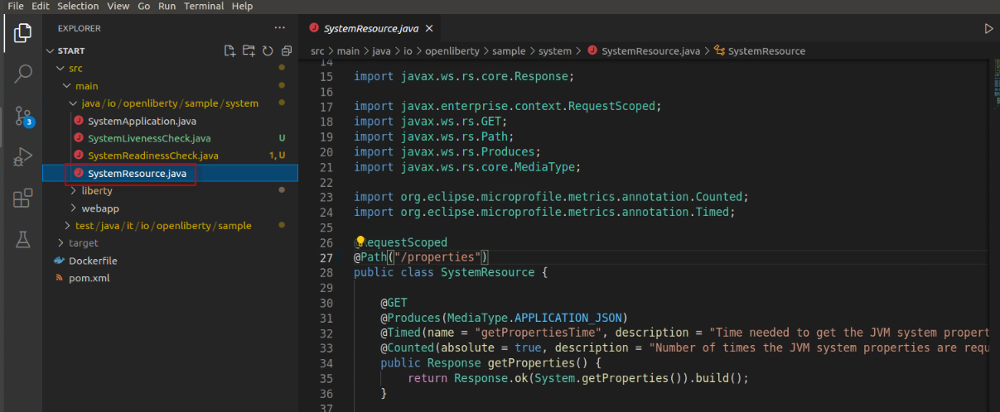 File Edit Selection View Go Run Terminal Help
EXPLORER ···
START
src
main
java/io/openliberty/sample/system
SystemApplication.java
SystemLivenessCheck.java U
SystemReadinessCheck.java 1, U
SystemResource.java
liberty
webapp
test/java/it/io/openliberty/sample
target
Dockerfile
pom.xml
3
SystemResource.java
src > main > java > io > openliberty > sample > system > SystemResource.java > SystemResource
14
15 import javax.ws.rs.core.Response;
16
17 import javax.enterprise.context.RequestScoped;
18 import javax.ws.rs.GET;
19 import javax.ws.rs.Path;
20 import javax.ws.rs.Produces;
21 import javax.ws.rs.core.MediaType;
22
23 import org.eclipse.microprofile.metrics.annotation.Counted;
24 import org.eclipse.microprofile.metrics.annotation.Timed;
25
26 @RequestScoped
27 @Path("/properties")
28 public class SystemResource {
29
30 @GET
31 @Produces(MediaType.APPLICATION_JSON)
32 @Timed(name = "getPropertiesTime", description = "Time needed to get the JVM system propert
33 @Counted(absolute = true, description = "Number of times the JVM system properties are requ
34 public Response getProperties() {
35 return Response.ok(System.getProperties()).build();
36 }
37